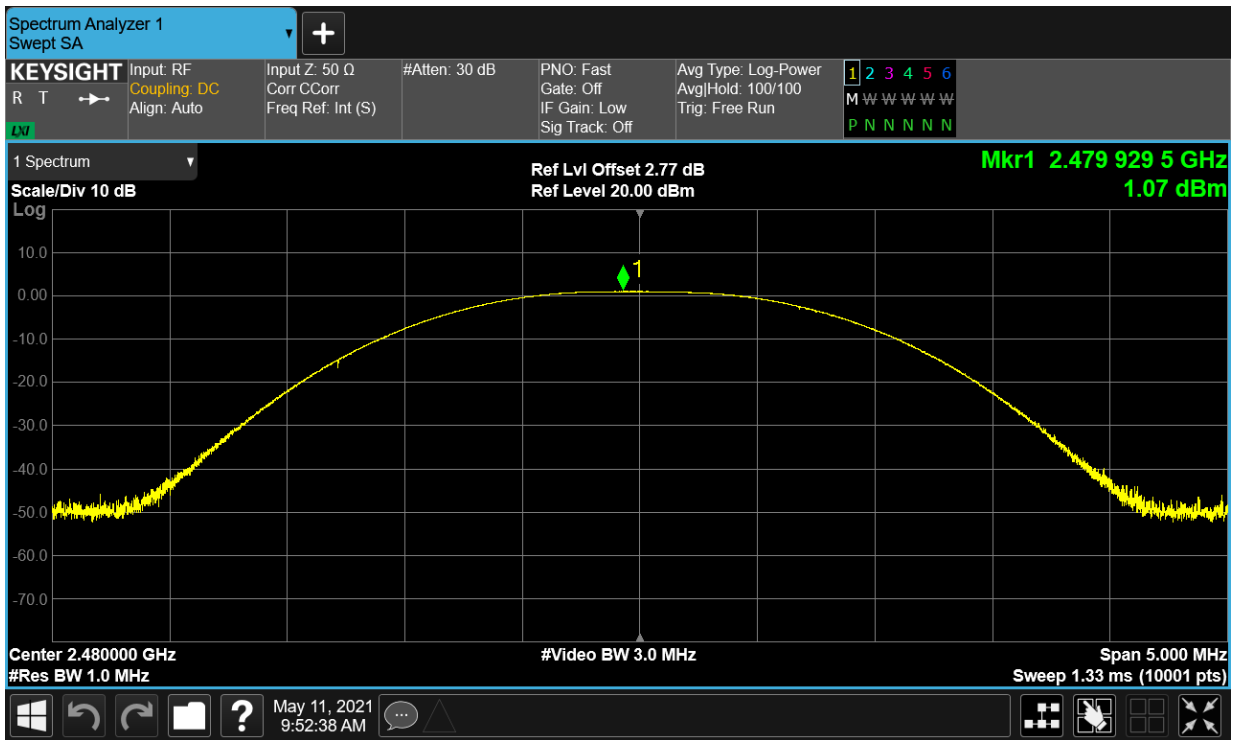 Spectrum Analyzer 1
Swept SA
KEYSIGHT
R T
LXI
Input: RF
Coupling: DC
Align: Auto
Input Z: 50 Ω
Corr CCorr
Freq Ref: Int (S)
#Atten: 30 dB
PNO: Fast
Gate: Off
IF Gain: Low
Sig Track: Off
Avg Type: Log-Power
Avg|Hold: 100/100
Trig: Free Run
1 2 3 4 5 6
M W W W W W
P N N N N N
1 Spectrum
Scale/Div 10 dB
Log
Ref Lvl Offset 2.77 dB
Ref Level 20.00 dBm
Mkr1 2.479 929 5 GHz
1.07 dBm
1
10.0
0.00
-10.0
-20.0
-30.0
-40.0
-50.0
-60.0
-70.0
Center 2.480000 GHz
#Res BW 1.0 MHz
#Video BW 3.0 MHz
Span 5.000 MHz
Sweep 1.33 ms (10001 pts)
?
May 11, 2021
9:52:38 AM